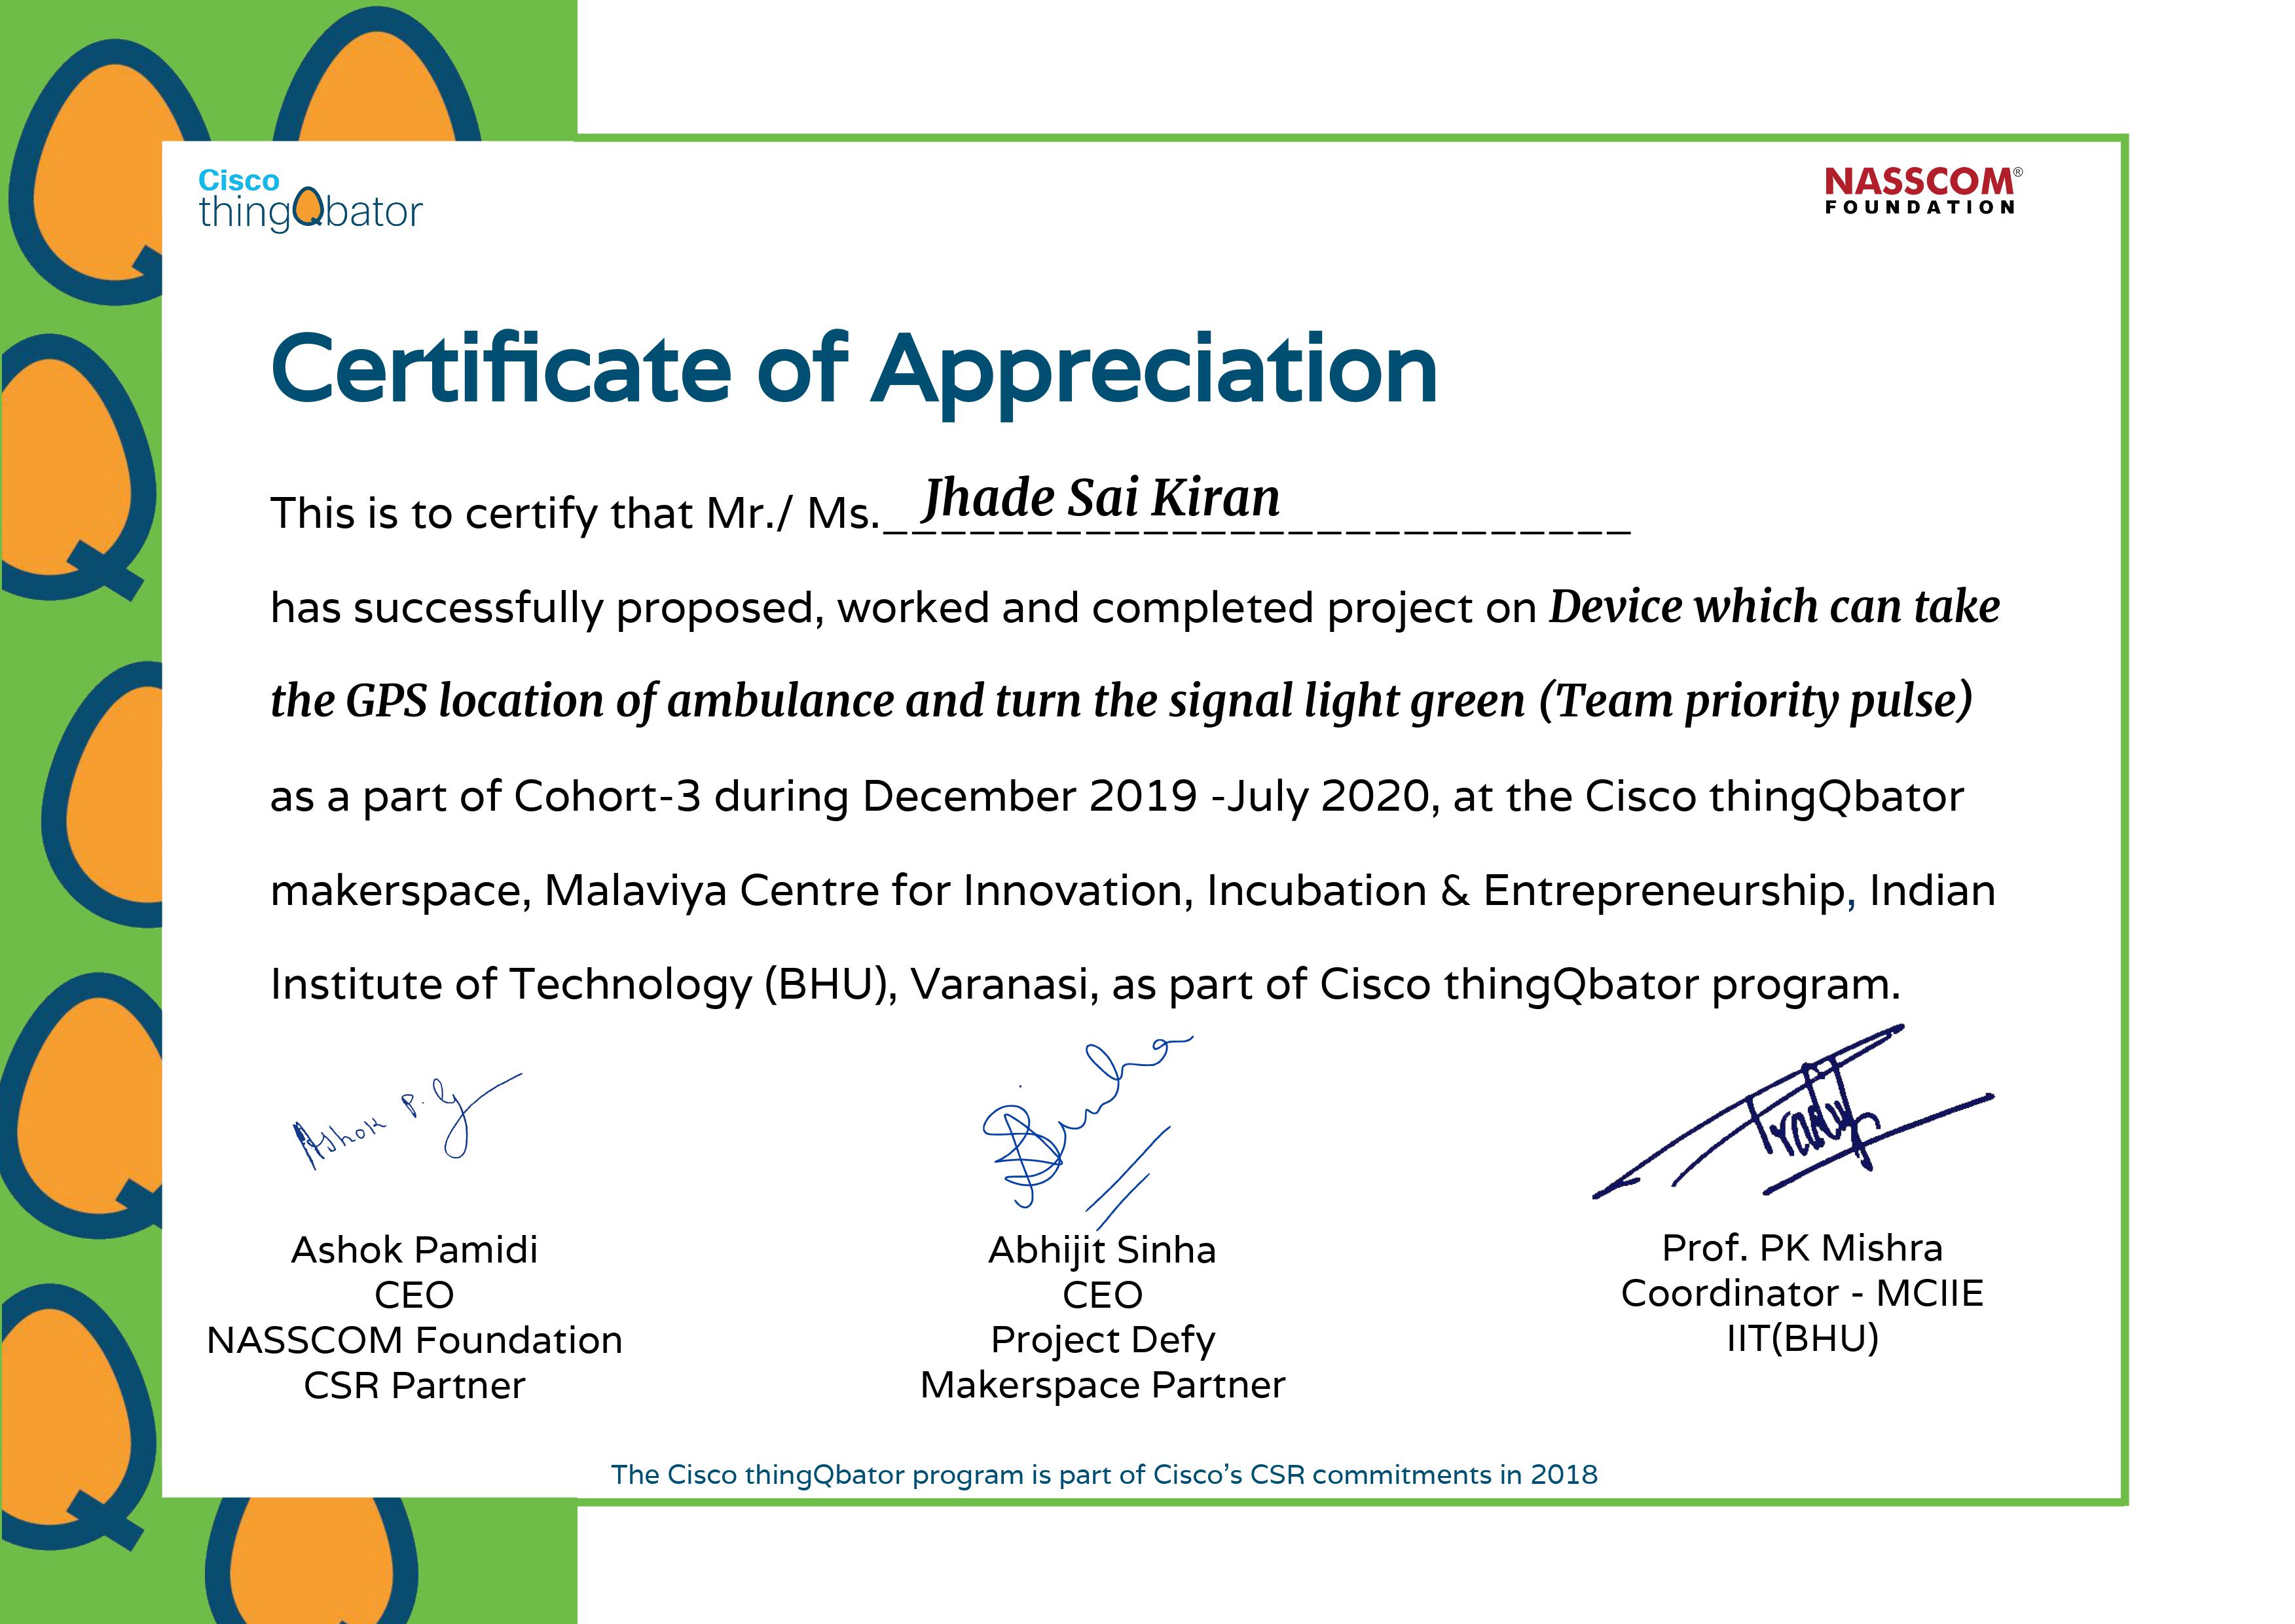 Cisco
thingQbator
NASSCOM®
FOUNDATION
Certificate of Appreciation
This is to certify that Mr./ Ms.__________________________
Jhade Sai Kiran
has successfully proposed, worked and completed project on Device which can take
the GPS location of ambulance and turn the signal light green (Team priority pulse)
as a part of Cohort-3 during December 2019 -July 2020, at the Cisco thingQbator
makerspace, Malaviya Centre for Innovation, Incubation & Entrepreneurship, Indian
Institute of Technology (BHU), Varanasi, as part of Cisco thingQbator program.
Ashok P.G
Ashok Pamidi
CEO
NASSCOM Foundation
CSR Partner
Abhijit Sinha
CEO
Project Defy
Makerspace Partner
Prof. PK Mishra
Coordinator - MCIIE
IIT(BHU)
The Cisco thingQbator program is part of Cisco's CSR commitments in 2018